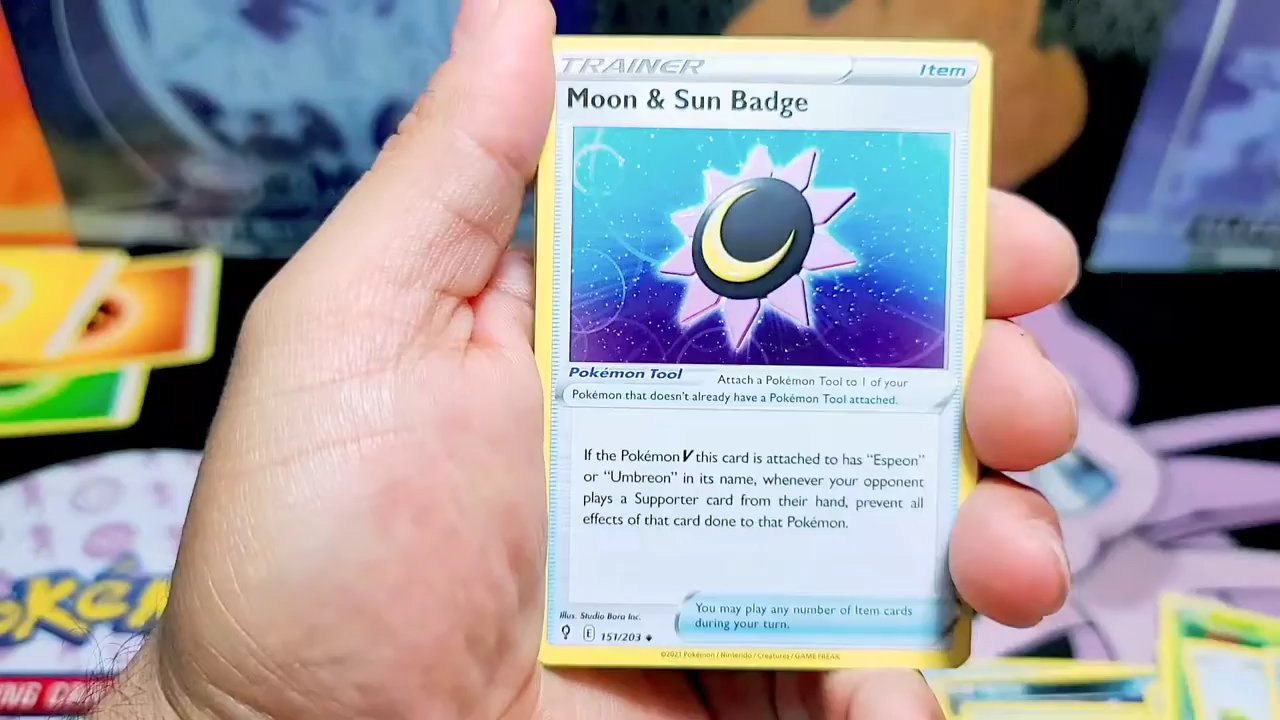 TRAINER
Item
Moon & Sun Badge
Pokémon Tool
Attach a Pokémon Tool to 1 of your
Pokémon that doesn't already have a Pokémon Tool attached.
If the Pokémon V this card is attached to has “Espeon”
or “Umbreon” in its name, whenever your opponent
plays a Supporter card from their hand, prevent all
effects of that card done to that Pokémon.
Illus. Studio Bora Inc.
You may play any number of Item cards
during your turn.
E 151/203
©2021 Pokémon / Nintendo / Creatures / GAME FREAK